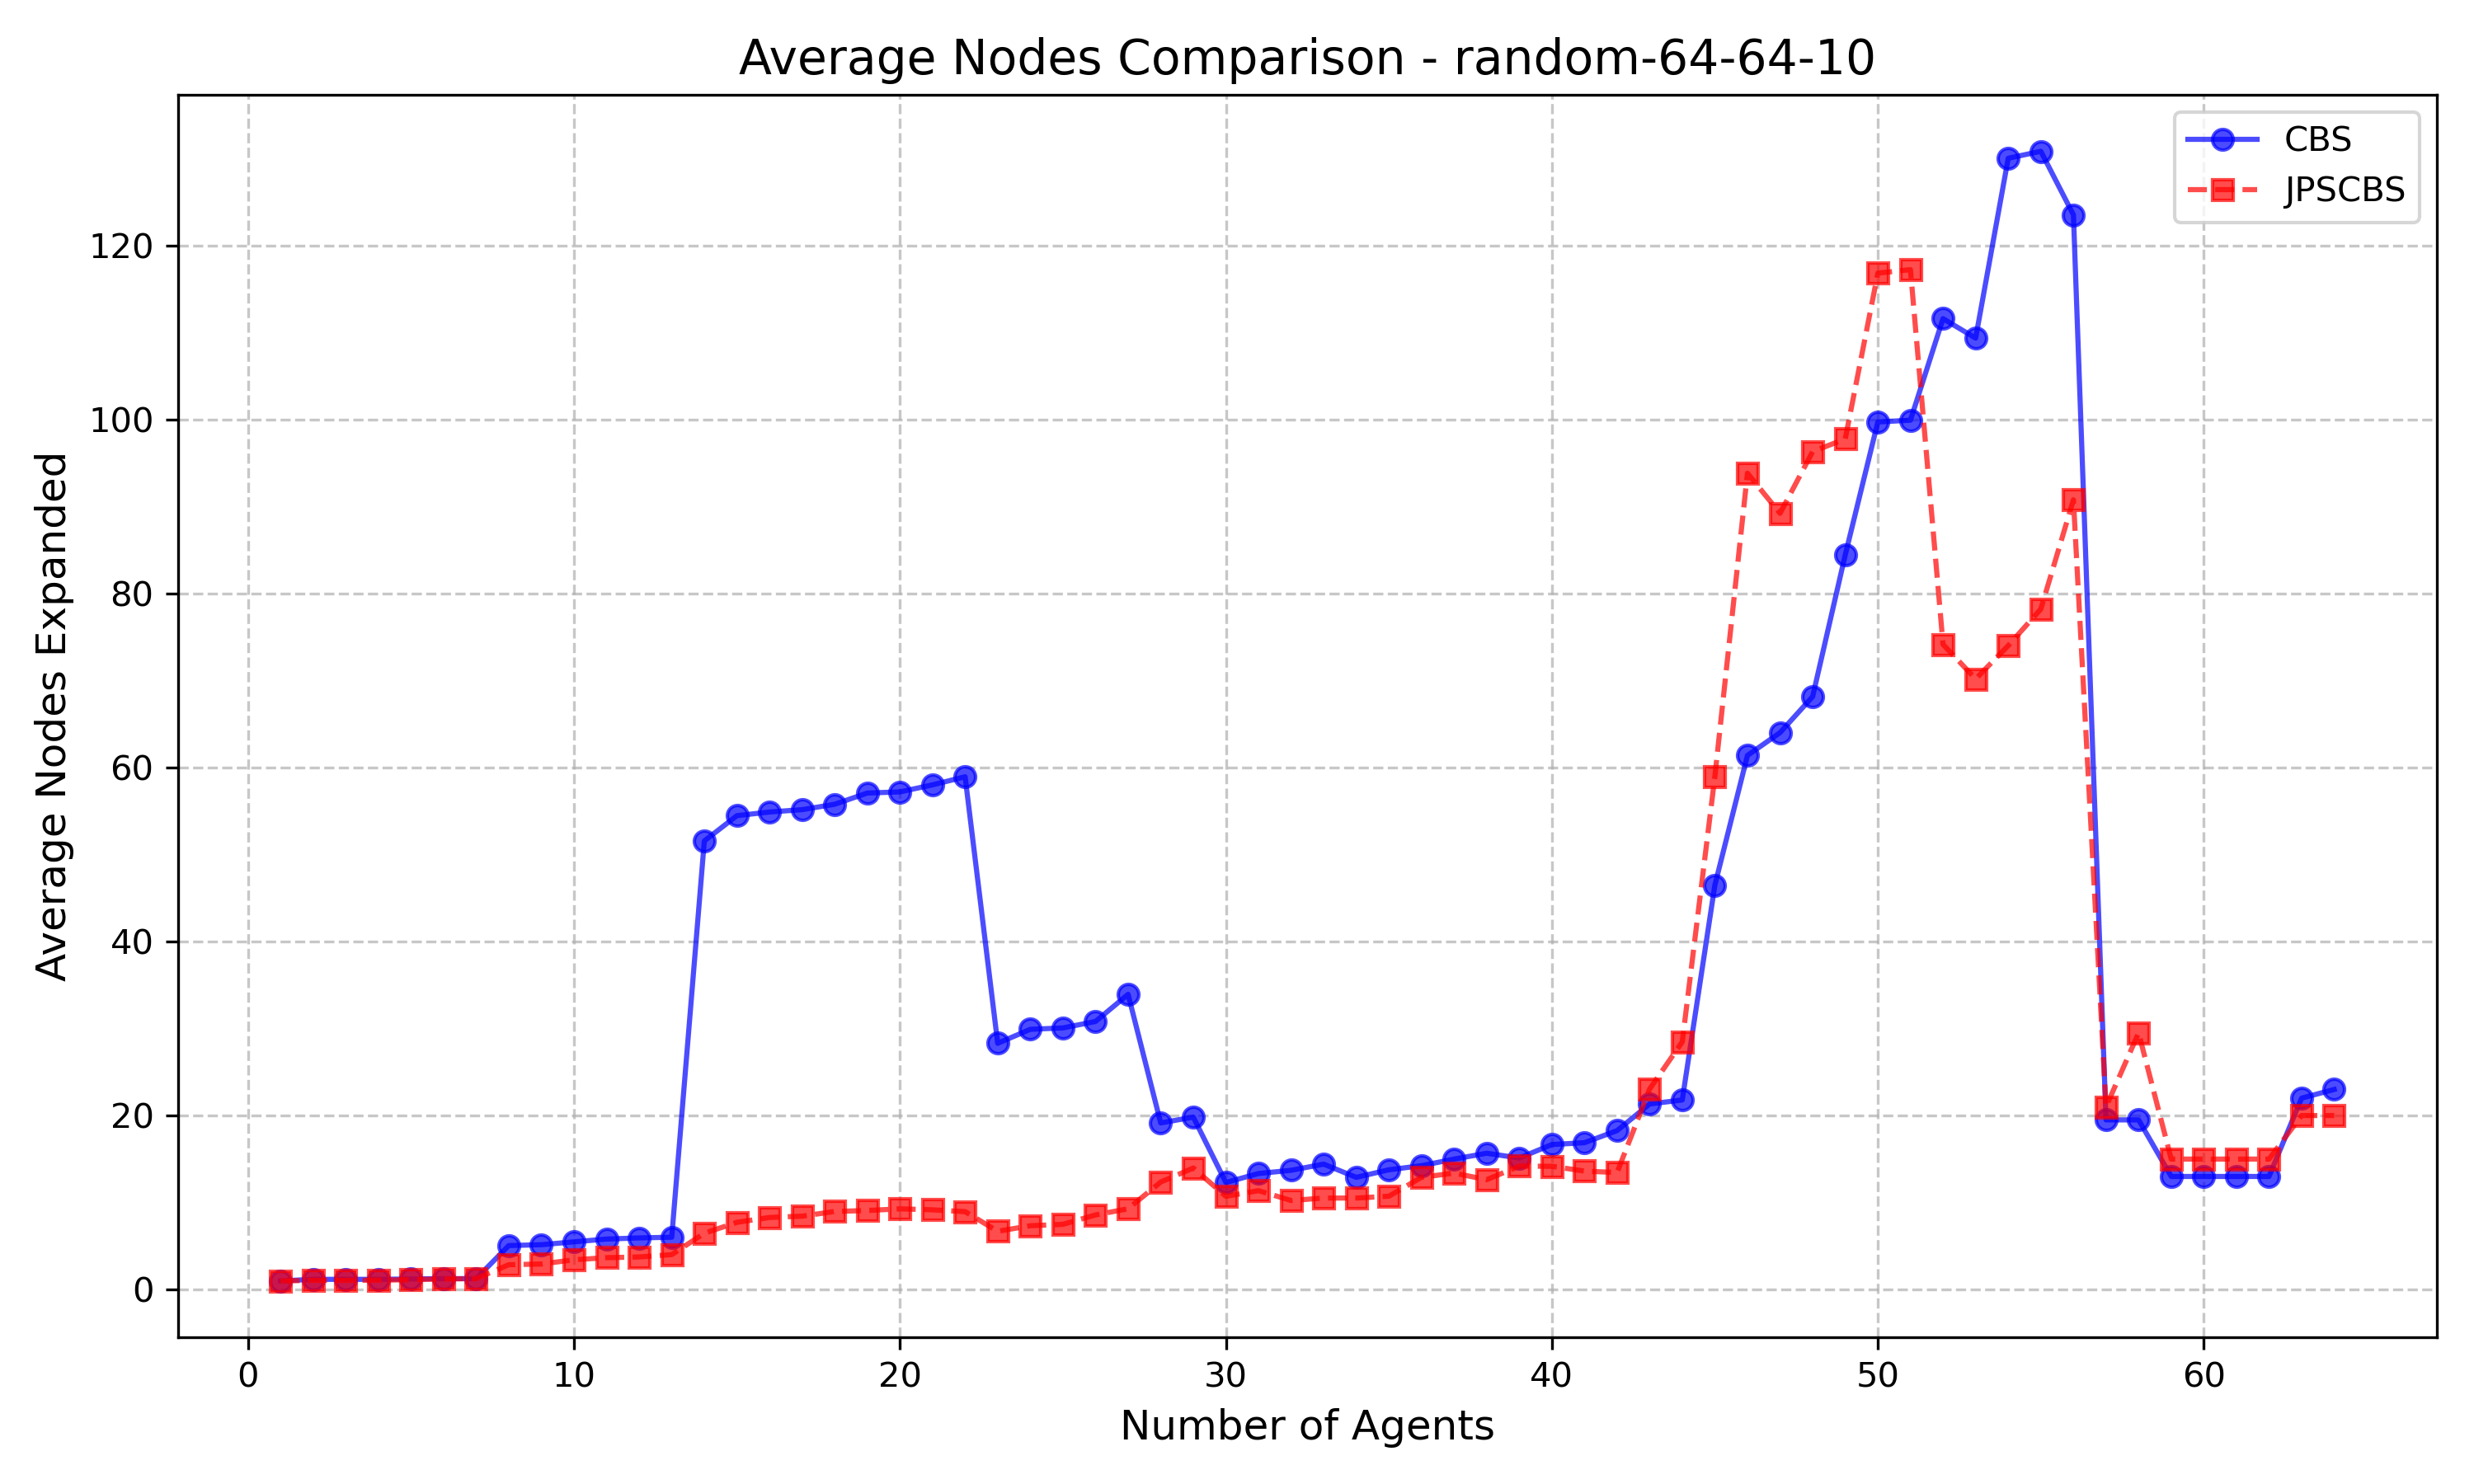 Average Nodes Comparison - random-64-64-10
CBS
JPSCBS
Average Nodes Expanded
120
100
80
60
40
20
0
0 10 20 30 40 50 60
Number of Agents